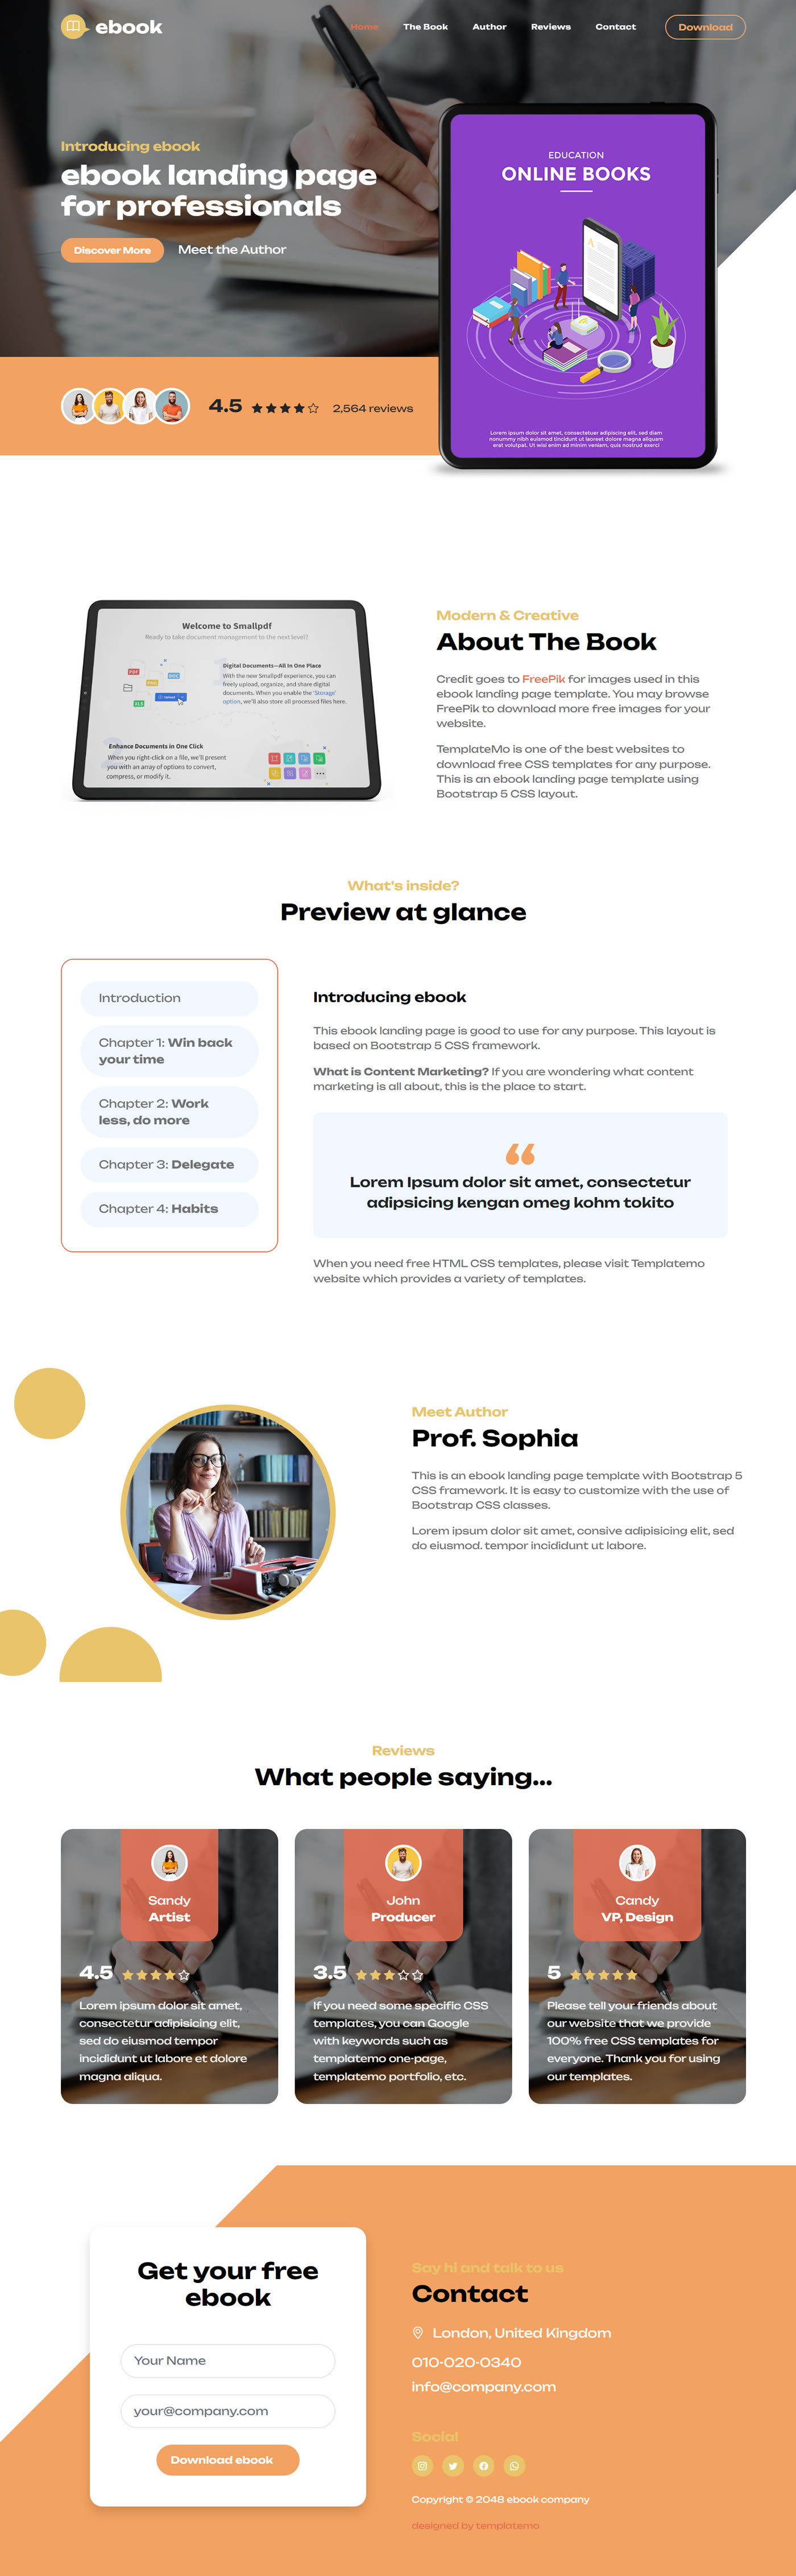 ebook
Home
The Book
Author
Reviews
Contact
Download
Introducing ebook
ebook landing page
for professionals
Discover More
Meet the Author
EDUCATION
ONLINE BOOKS
A
Lorem ipsum dolor sit amet, consectetuer adipiscing elit, sed diam
nonummy nibh euismod tincidunt ut laoreet dolore magna aliquam
erat volutpat. Ut wisi enim ad minim veniam, quis nostrud exerci
4.5
2,564 reviews
Welcome to Smallpdf
Ready to take document management to the next level?
PDF
DOC
PNG
XLS
Upload
Digital Documents—All In One Place
With the new Smallpdf experience, you can
freely upload, organize, and share digital
documents. When you enable the 'Storage'
option, we'll also store all processed files here.
Enhance Documents in One Click
When you right-click on a file, we'll present
you with an array of options to convert,
compress, or modify it.
Modern & Creative
About The Book
Credit goes to FreePik for images used in this
ebook landing page template. You may browse
FreePik to download more free images for your
website.
TemplateMo is one of the best websites to
download free CSS templates for any purpose.
This is an ebook landing page template using
Bootstrap 5 CSS layout.
What's inside?
Preview at glance
Introduction
Chapter 1: Win back
your time
Chapter 2: Work
less, do more
Chapter 3: Delegate
Chapter 4: Habits
Introducing ebook
This ebook landing page is good to use for any purpose. This layout is
based on Bootstrap 5 CSS framework.
What is Content Marketing? If you are wondering what content
marketing is all about, this is the place to start.
Lorem Ipsum dolor sit amet, consectetur
adipsicing kengan omeg kohm tokito
When you need free HTML CSS templates, please visit Templatemo
website which provides a variety of templates.
Meet Author
Prof. Sophia
This is an ebook landing page template with Bootstrap 5
CSS framework. It is easy to customize with the use of
Bootstrap CSS classes.
Lorem ipsum dolor sit amet, consive adipisicing elit, sed
do eiusmod. tempor incididunt ut labore.
Reviews
What people saying...
Sandy
Artist
4.5
Lorem ipsum dolor sit amet,
consectetur adipisicing elit,
sed do eiusmod tempor
incididunt ut labore et dolore
magna aliqua.
John
Producer
3.5
If you need some specific CSS
templates, you can Google
with keywords such as
templatemo one-page,
templatemo portfolio, etc.
Candy
VP, Design
5
Please tell your friends about
our website that we provide
100% free CSS templates for
everyone. Thank you for using
our templates.
Get your free
ebook
Your Name
your@company.com
Download ebook
Say hi and talk to us
Contact
London, United Kingdom
010-020-0340
info@company.com
Social
Copyright © 2048 ebook company
designed by templatemo